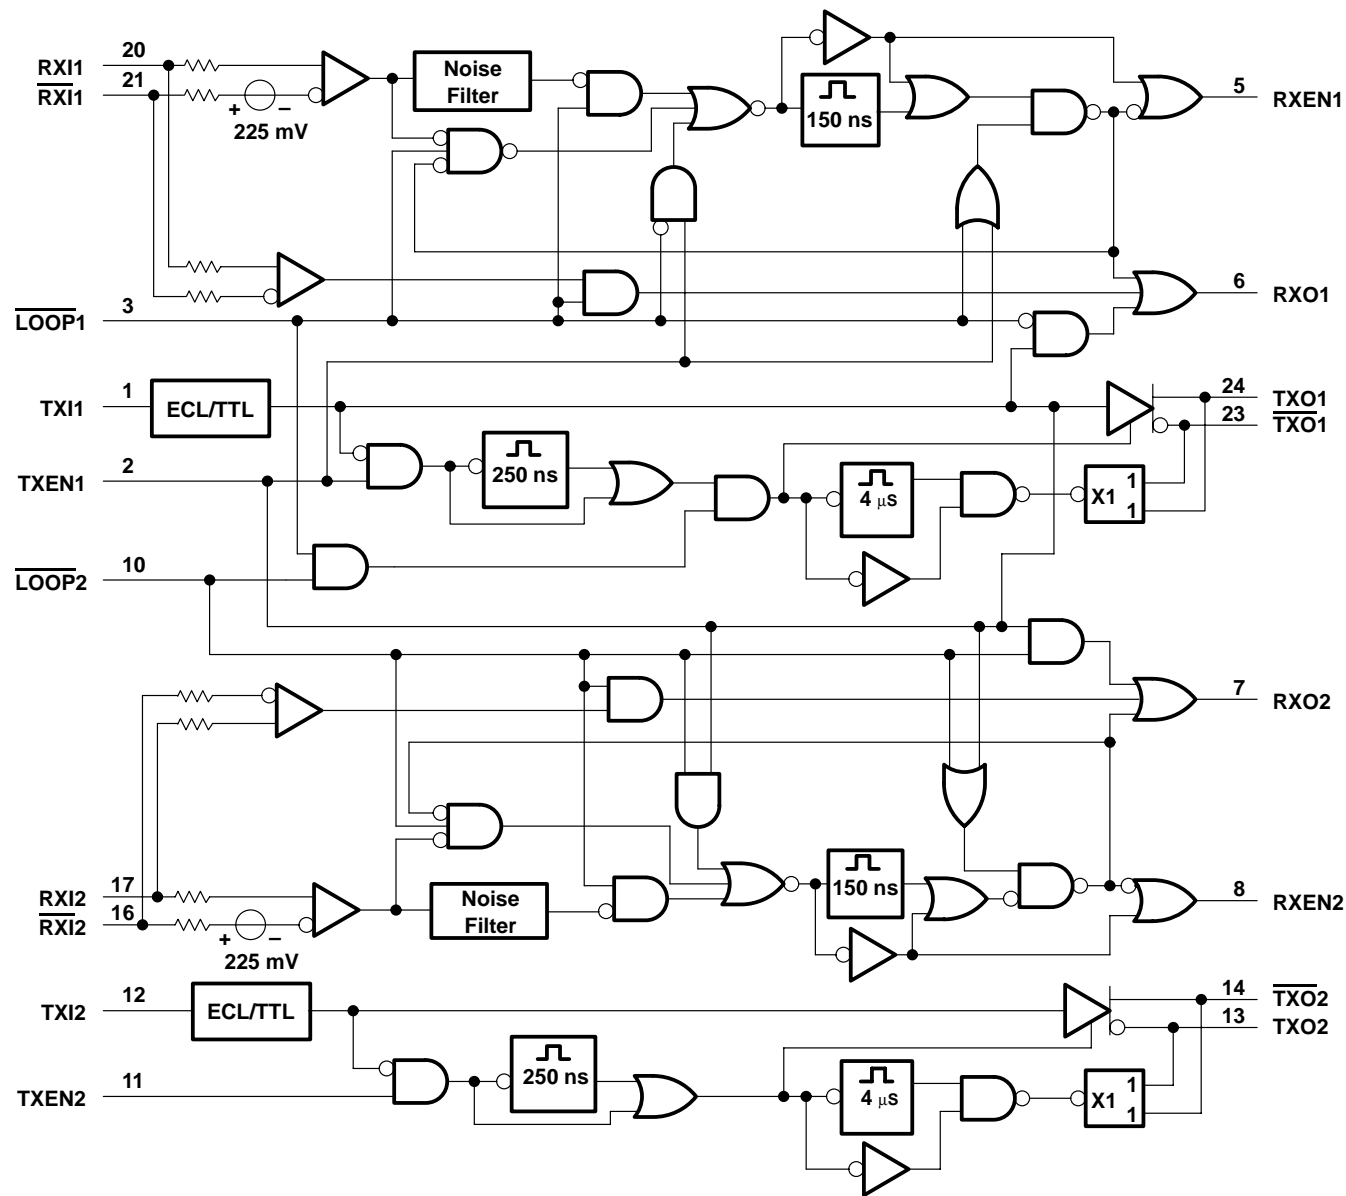 20
RXI1
21
RXI1
+ −
225 mV
Noise
Filter
150 ns
5
RXEN1
6
RXO1
3
LOOP1
1
TXI1
ECL/TTL
24
TXO1
23
TXO1
2
TXEN1
250 ns
4 μs
X1
1
1
10
LOOP2
7
RXO2
17
RXI2
16
RXI2
+ −
225 mV
Noise
Filter
150 ns
8
RXEN2
12
TXI2
ECL/TTL
14
TXO2
13
TXO2
11
TXEN2
250 ns
4 μs
X1
1
1